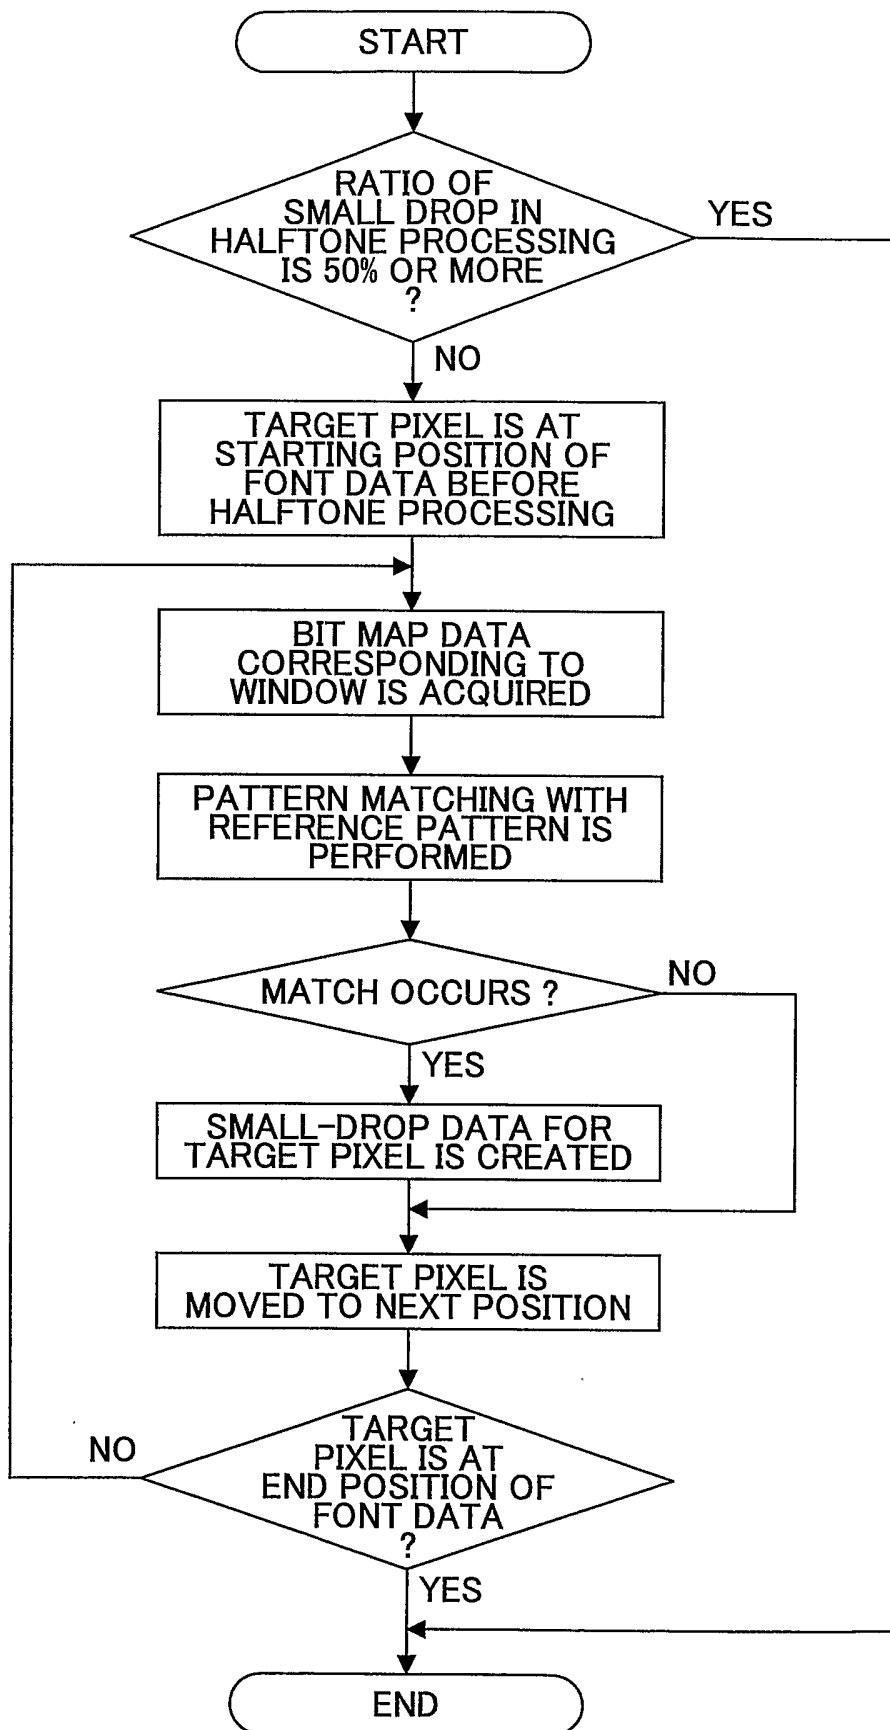 START
RATIO OF
SMALL DROP IN
HALFTONE PROCESSING
IS 50% OR MORE
?
YES
NO
TARGET PIXEL IS AT
STARTING POSITION OF
FONT DATA BEFORE
HALFTONE PROCESSING
BIT MAP DATA
CORRESPONDING TO
WINDOW IS ACQUIRED
PATTERN MATCHING WITH
REFERENCE PATTERN IS
PERFORMED
MATCH OCCURS ?
NO
YES
SMALL-DROP DATA FOR
TARGET PIXEL IS CREATED
TARGET PIXEL IS
MOVED TO NEXT POSITION
TARGET
PIXEL IS AT
END POSITION OF
FONT DATA
?
NO
YES
END